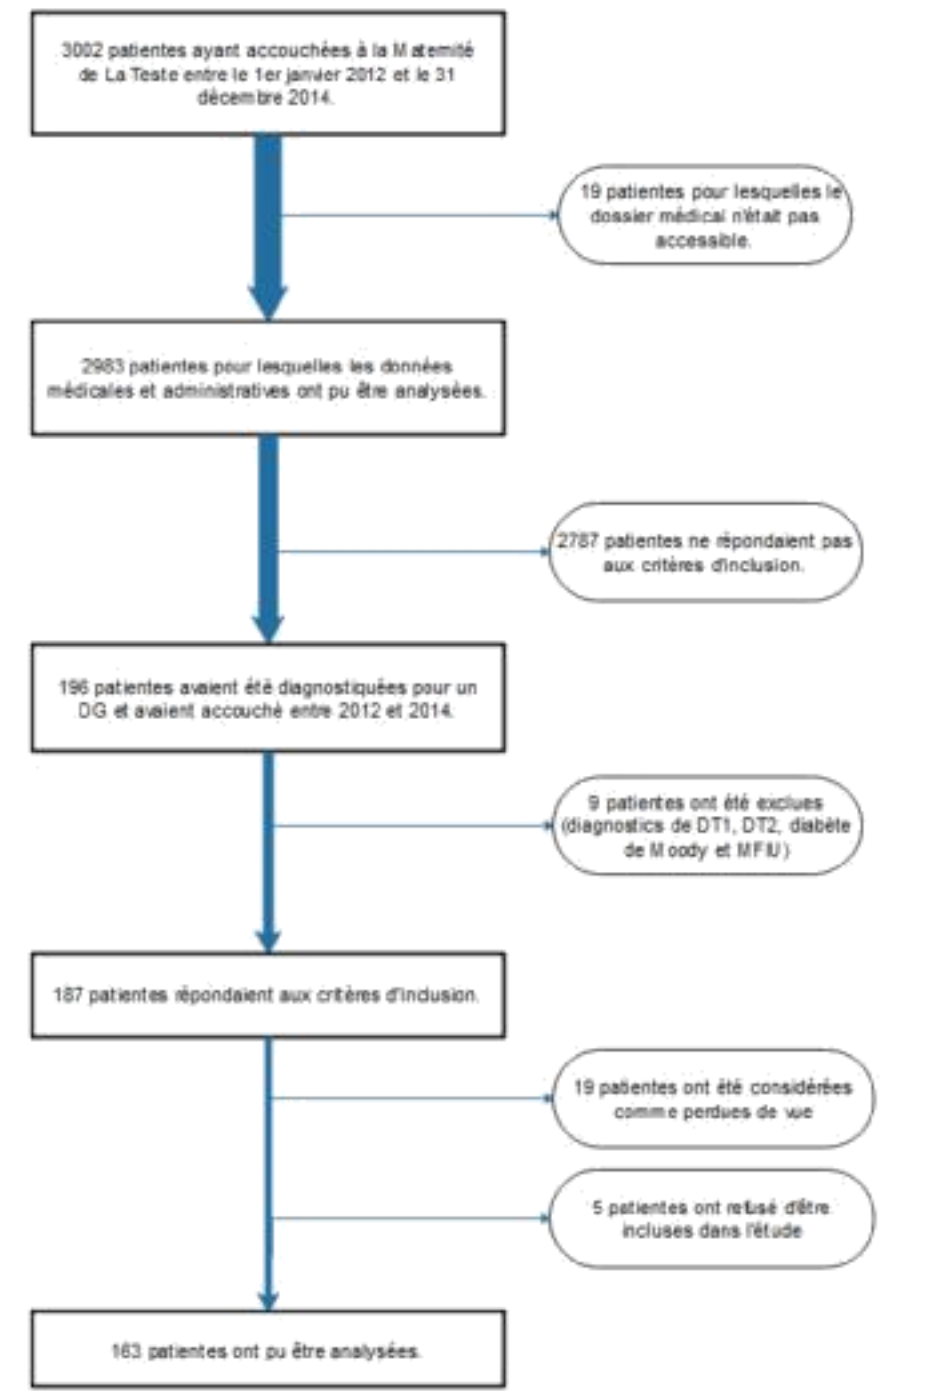 3002 patientes ayant accouchées à la Maternité
de La Teste entre le 1er janvier 2012 et le 31
décembre 2014.
19 patientes pour lesquelles le
dossier médical n'était pas
accessible.
2983 patientes pour lesquelles les données
médicales et administratives ont pu être analysées.
2787 patientes ne répondaient pas
aux critères d'inclusion.
196 patientes avaient été diagnostiquées pour un
DG et avaient accouché entre 2012 et 2014.
9 patientes ont été exclues
(diagnostics de DT1, DT2, diabète
de Moody et MFIU)
187 patientes répondaient aux critères d'inclusion.
19 patientes ont été considérées
comme perdues de vue
5 patientes ont refusé d'être
incluses dans l'étude
163 patientes ont pu être analysées.